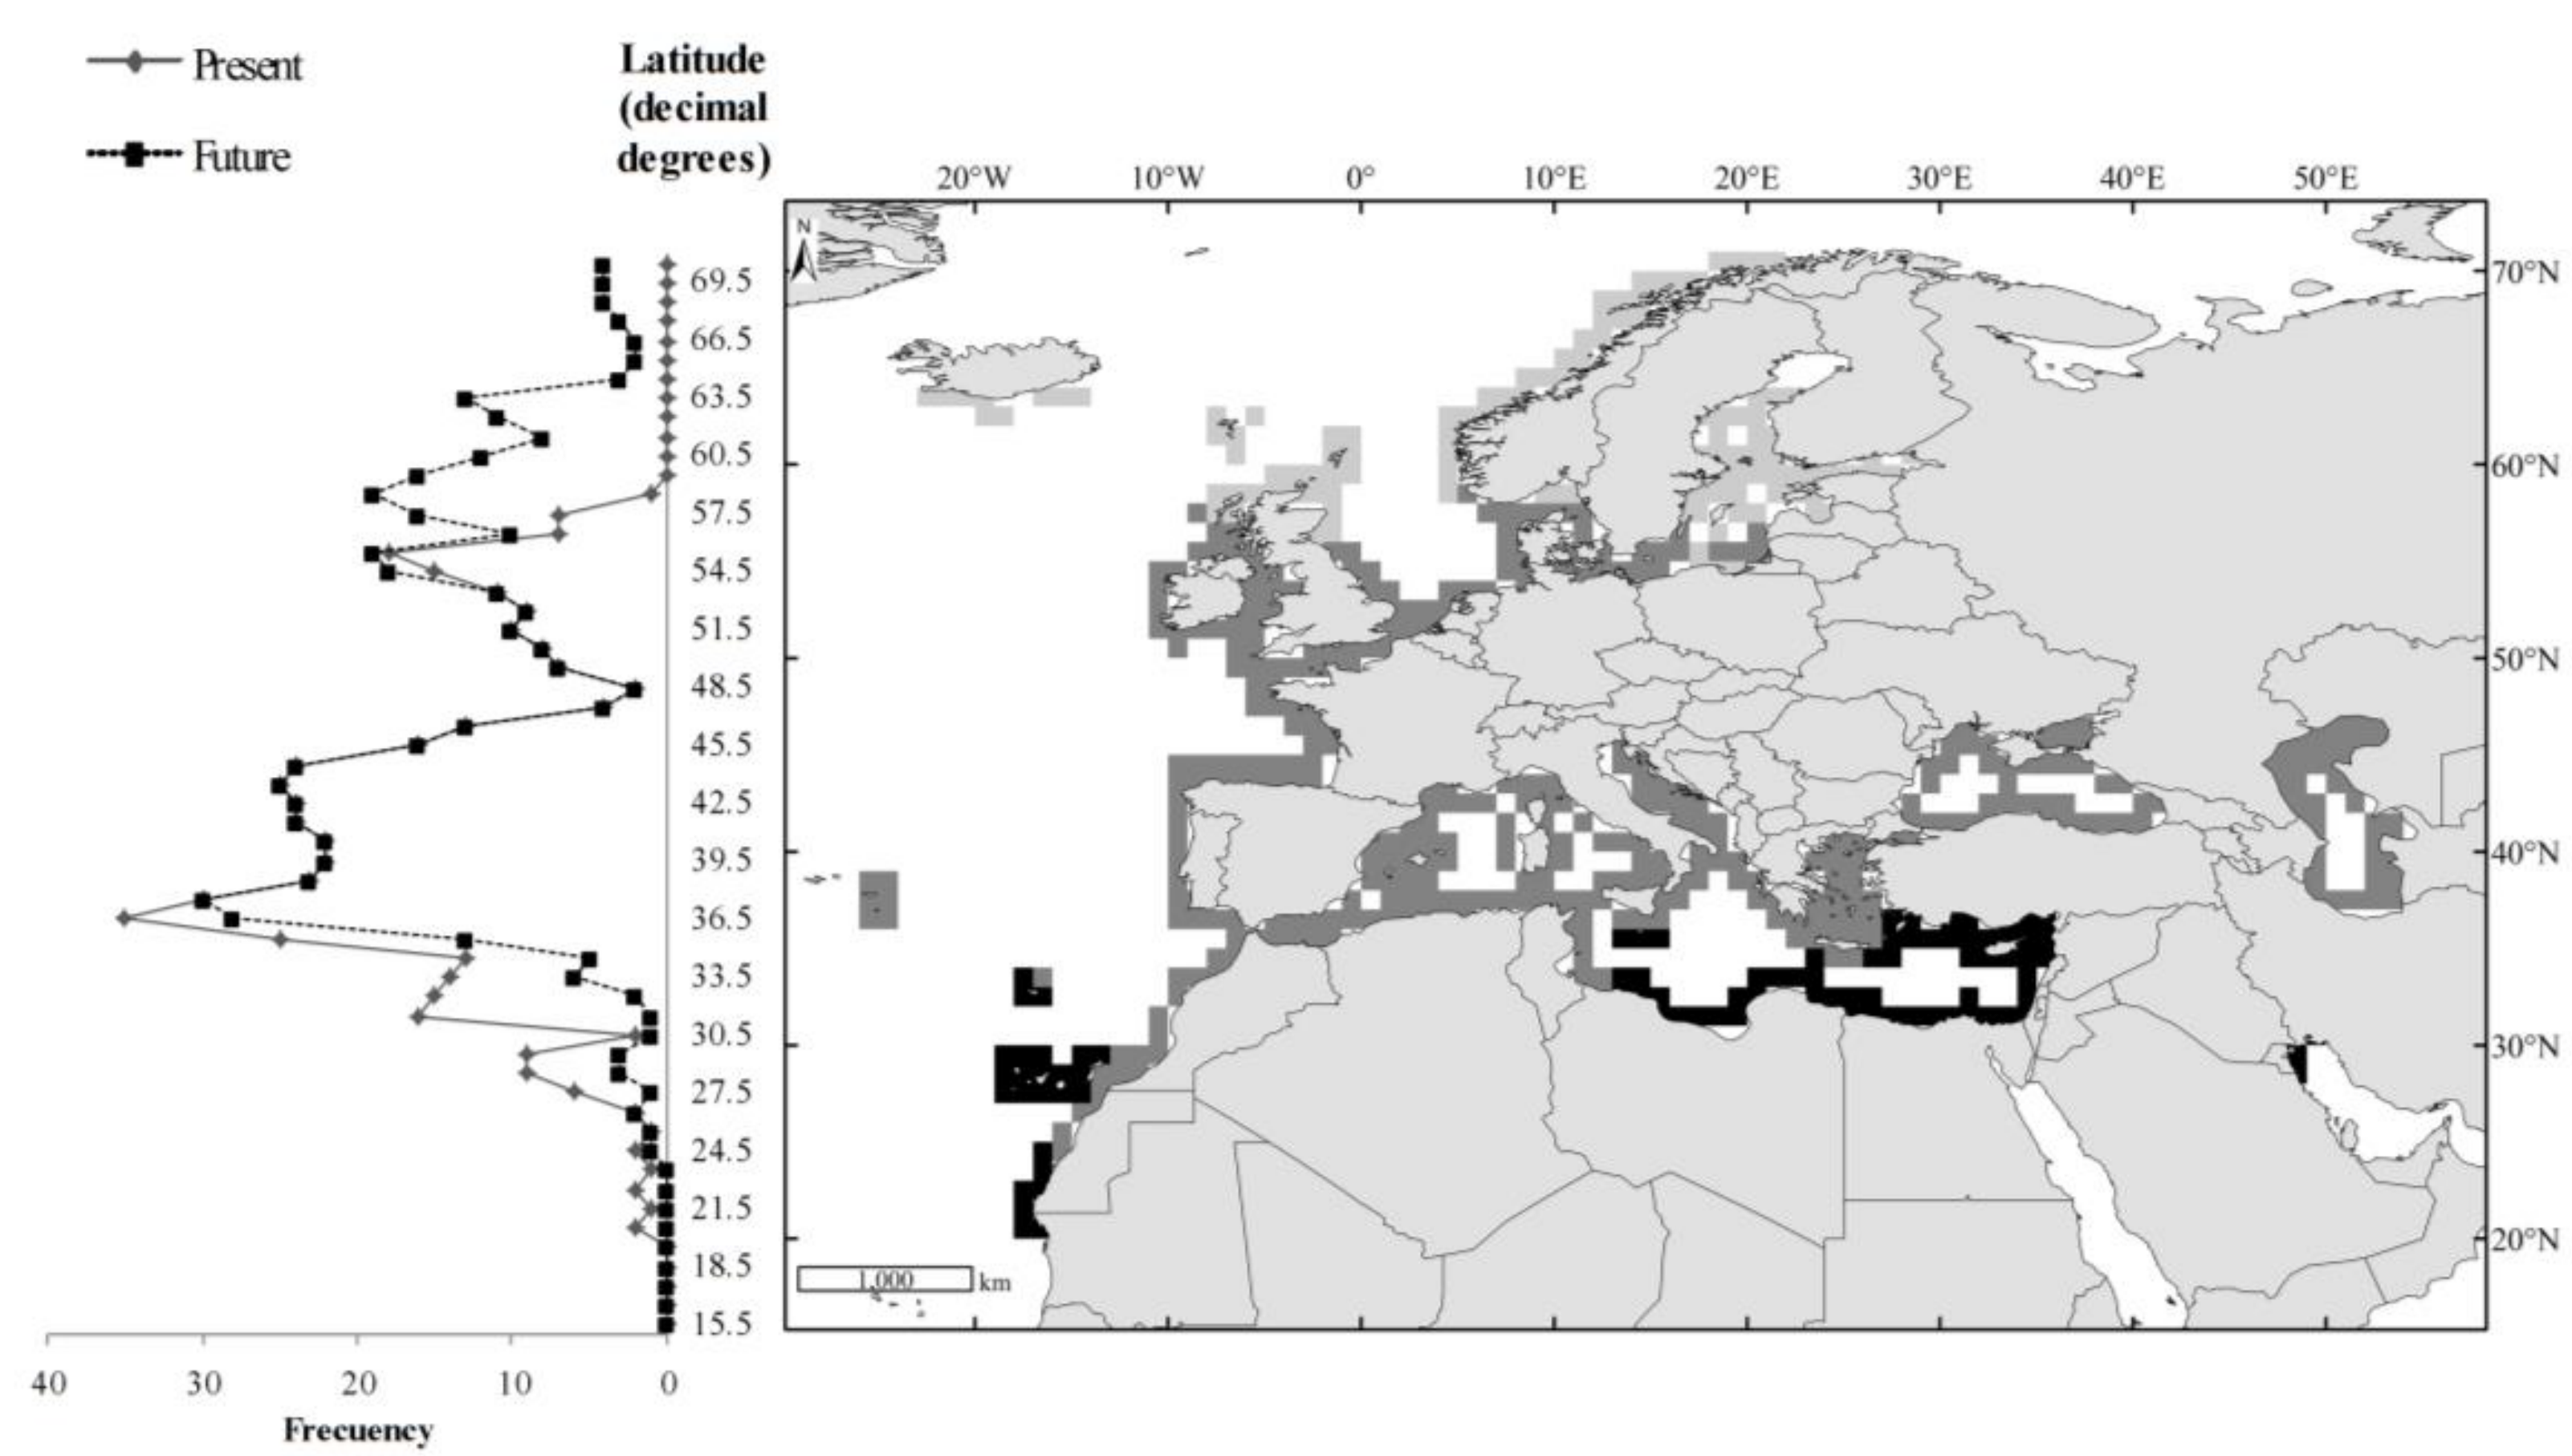 Present
Future
Latitude
(decimal
degrees)
69.5
66.5
63.5
60.5
57.5
54.5
51.5
48.5
45.5
42.5
39.5
36.5
33.5
30.5
27.5
24.5
21.5
18.5
15.5
40 30 20 10 0
Frecuency
20°W 10°W 0° 10°E 20°E 30°E 40°E 50°E
N
70°N
60°N
50°N
40°N
30°N
20°N
1,000 km